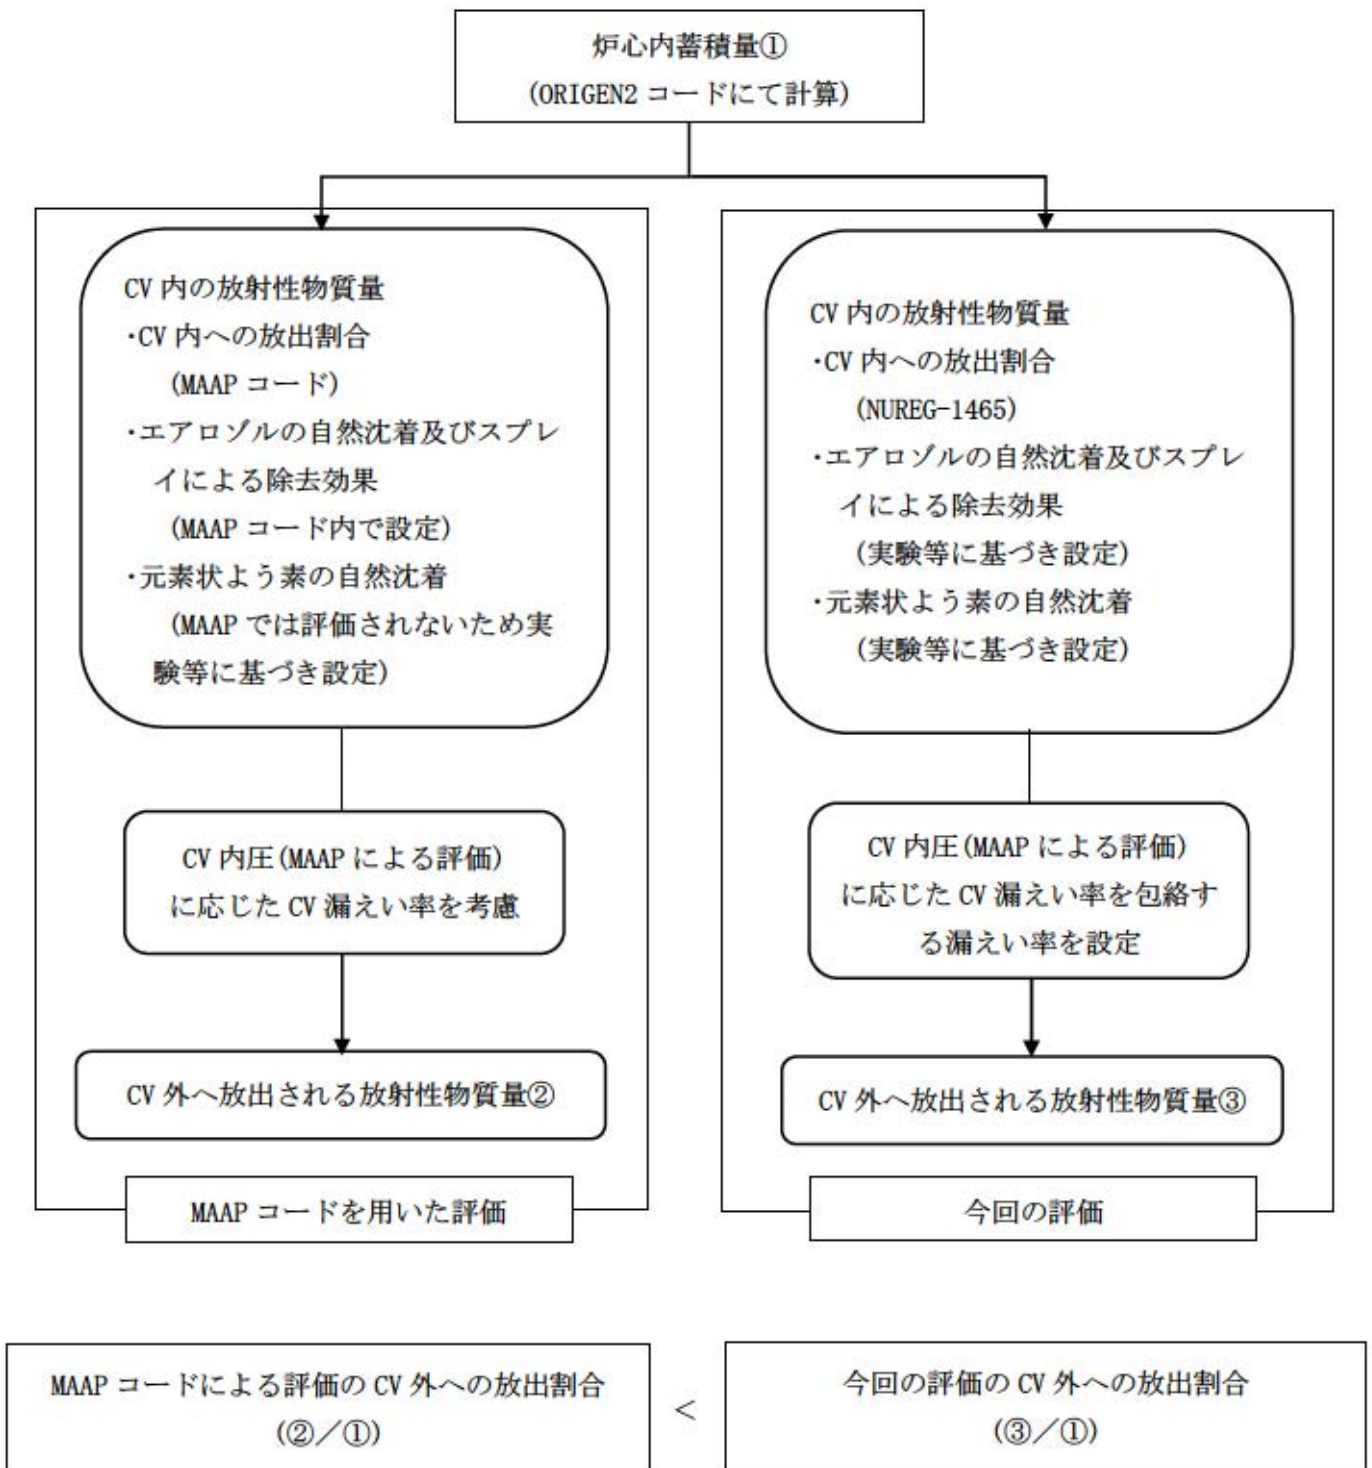 炉心内蓄積量①
(ORIGEN2 コードにて計算)
CV 内の放射性物質量
・CV 内への放出割合
(MAAP コード)
・エアロゾルの自然沈着及びスプレ
イによる除去効果
(MAAP コード内で設定)
・元素状よう素の自然沈着
(MAAP では評価されないため実
験等に基づき設定)
CV 内圧(MAAP による評価)
に応じた CV 漏えい率を考慮
CV 外へ放出される放射性物質量②
MAAP コードを用いた評価
CV 内の放射性物質量
・CV 内への放出割合
(NUREG-1465)
・エアロゾルの自然沈着及びスプレ
イによる除去効果
(実験等に基づき設定)
・元素状よう素の自然沈着
(実験等に基づき設定)
CV 内圧(MAAP による評価)
に応じた CV 漏えい率を包絡す
る漏えい率を設定
CV 外へ放出される放射性物質量③
今回の評価
MAAP コードによる評価の CV 外への放出割合
(②／①)
<
今回の評価の CV 外への放出割合
(③／①)